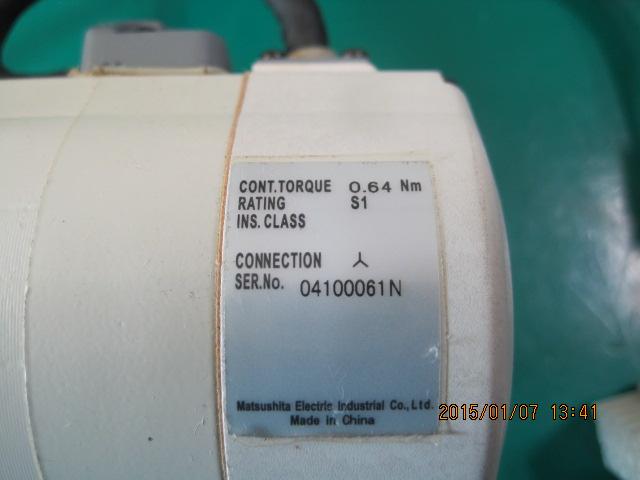 CONT.TORQUE 0.64 Nm
RATING S1
INS.CLASS
CONNECTION
SER.No. 04100061N
Matsushita Electric Industrial Co.,Ltd.
Made in China
2015/01/07 13:41